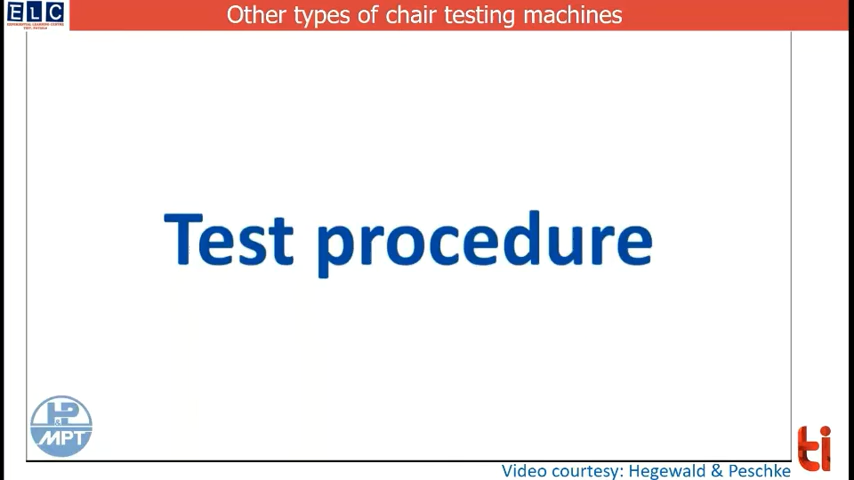 ELC
Other types of chair testing machines
Test procedure
H&P
MPT
ti
Video courtesy: Hegewald & Peschke